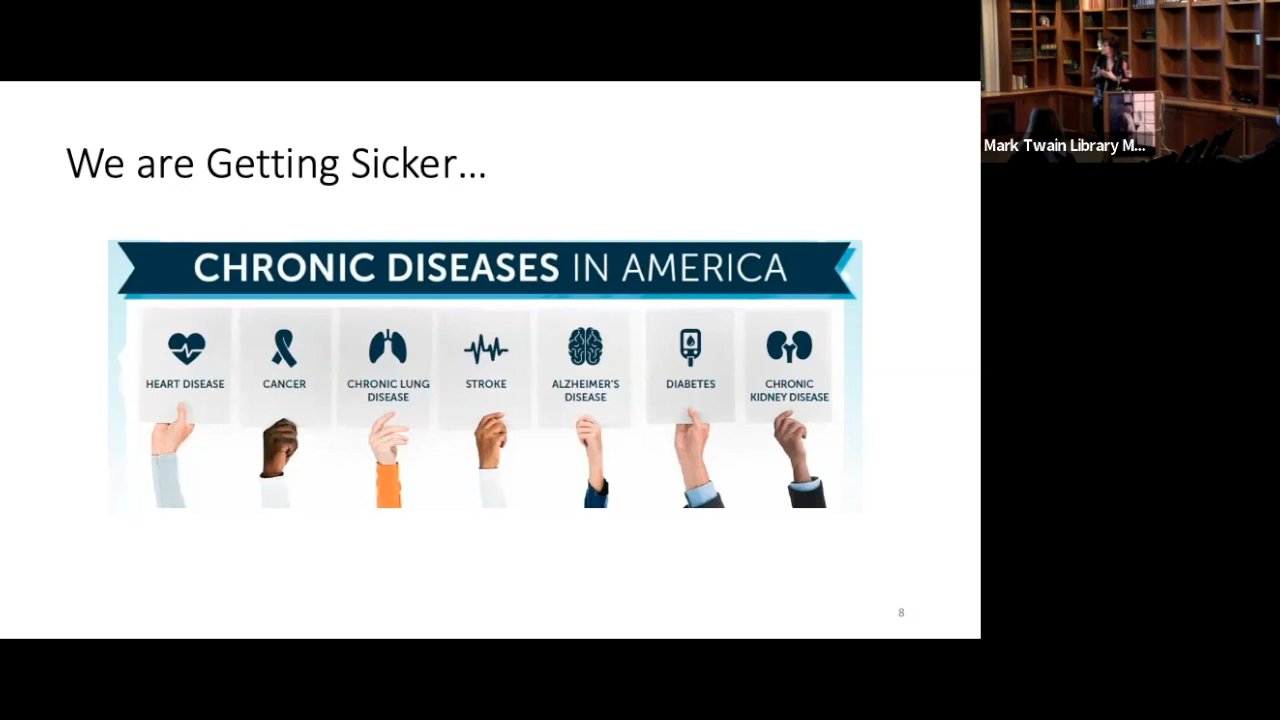 We are Getting Sicker...
CHRONIC DISEASES IN AMERICA
HEART DISEASE
CANCER
CHRONIC LUNG
DISEASE
STROKE
ALZHEIMER'S
DISEASE
DIABETES
CHRONIC
KIDNEY DISEASE
8
Mark Twain Library M...